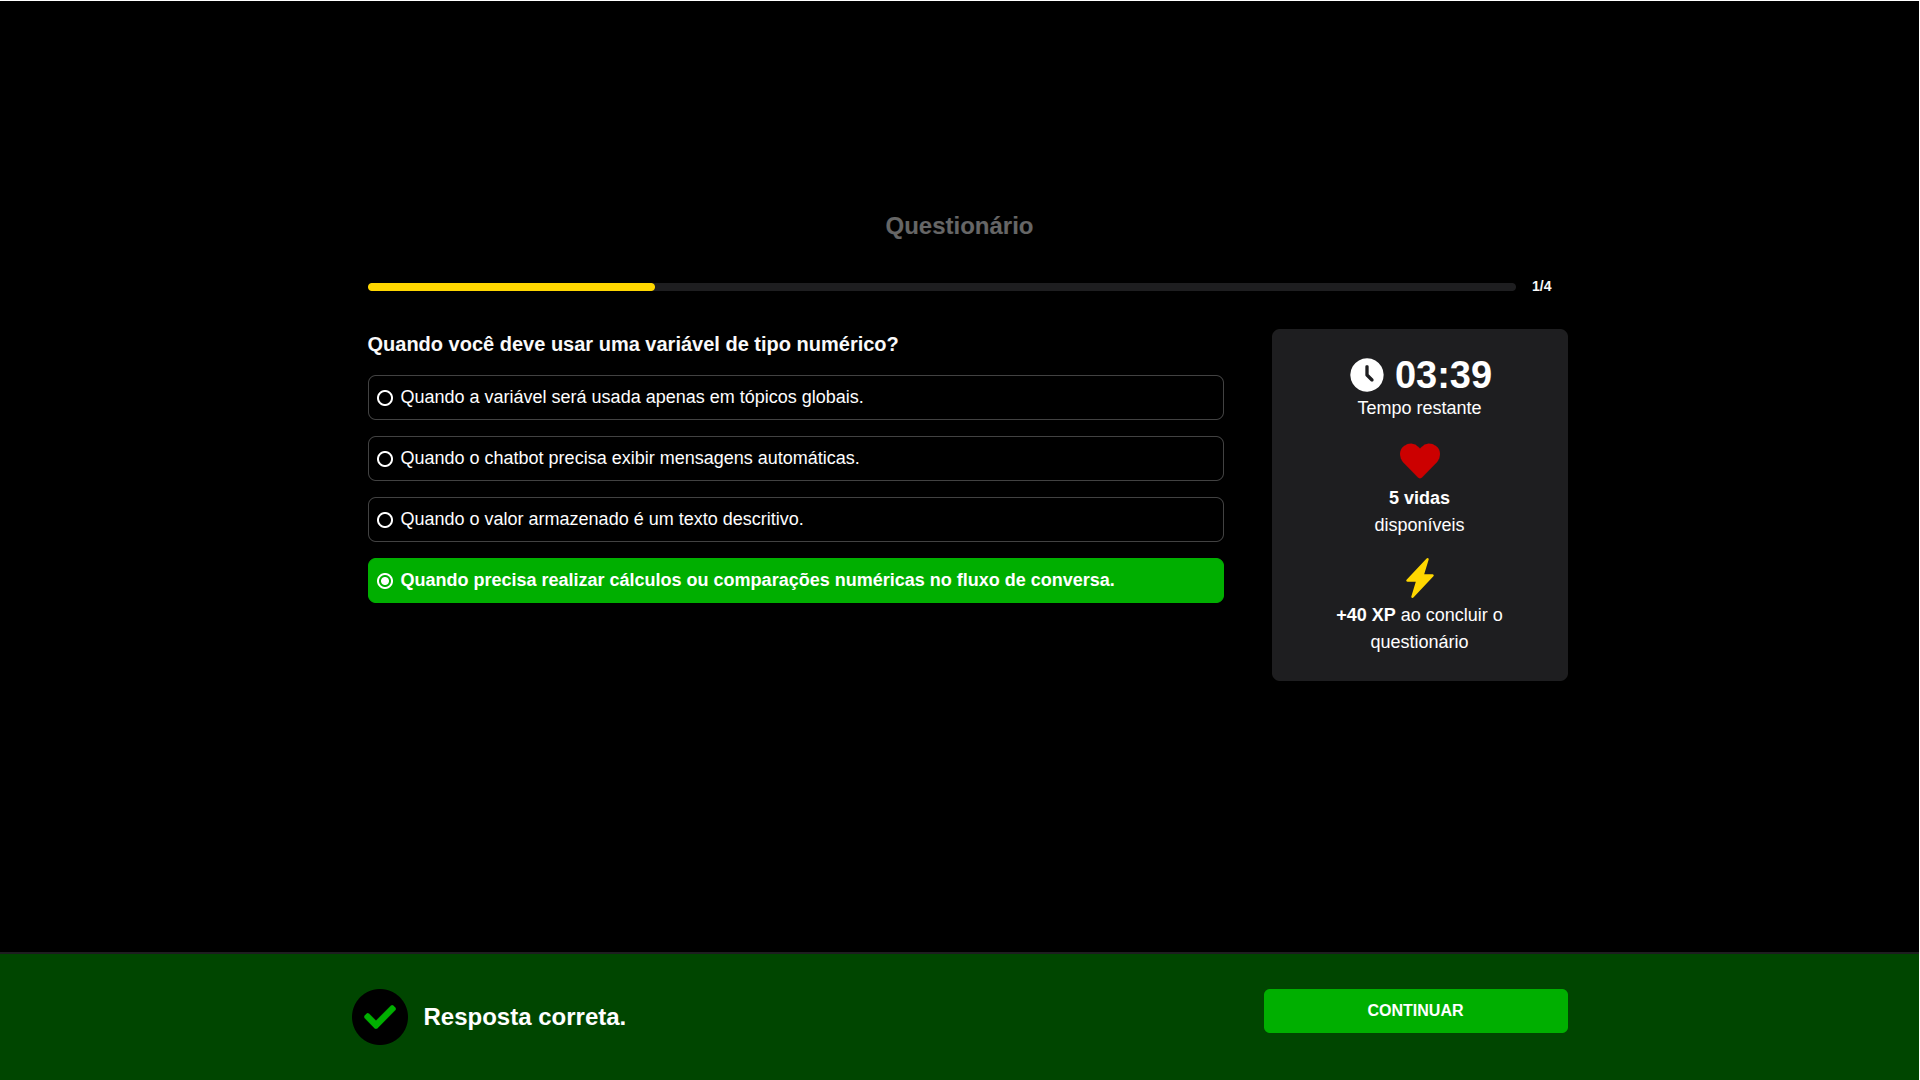 Questionário
1/4
Quando você deve usar uma variável de tipo numérico?
Quando a variável será usada apenas em tópicos globais.
Quando o chatbot precisa exibir mensagens automáticas.
Quando o valor armazenado é um texto descritivo.
Quando precisa realizar cálculos ou comparações numéricas no fluxo de conversa.
03:39
Tempo restante
5 vidas
disponíveis
+40 XP ao concluir o
questionário
Resposta correta.
CONTINUAR